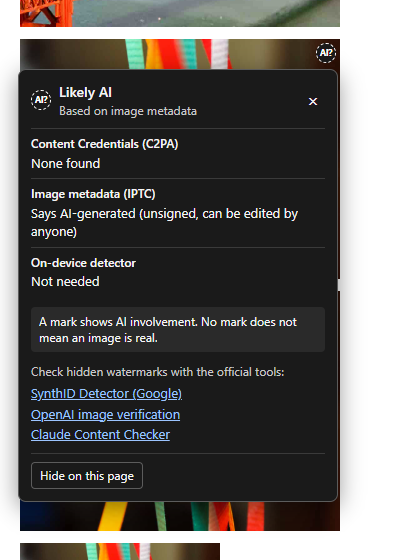 AI?
AI?
Likely AI
Based on image metadata
×
Content Credentials (C2PA)
None found
Image metadata (IPTC)
Says AI-generated (unsigned, can be edited by
anyone)
On-device detector
Not needed
A mark shows AI involvement. No mark does not
mean an image is real.
Check hidden watermarks with the official tools:
SynthID Detector (Google)
OpenAI image verification
Claude Content Checker
Hide on this page